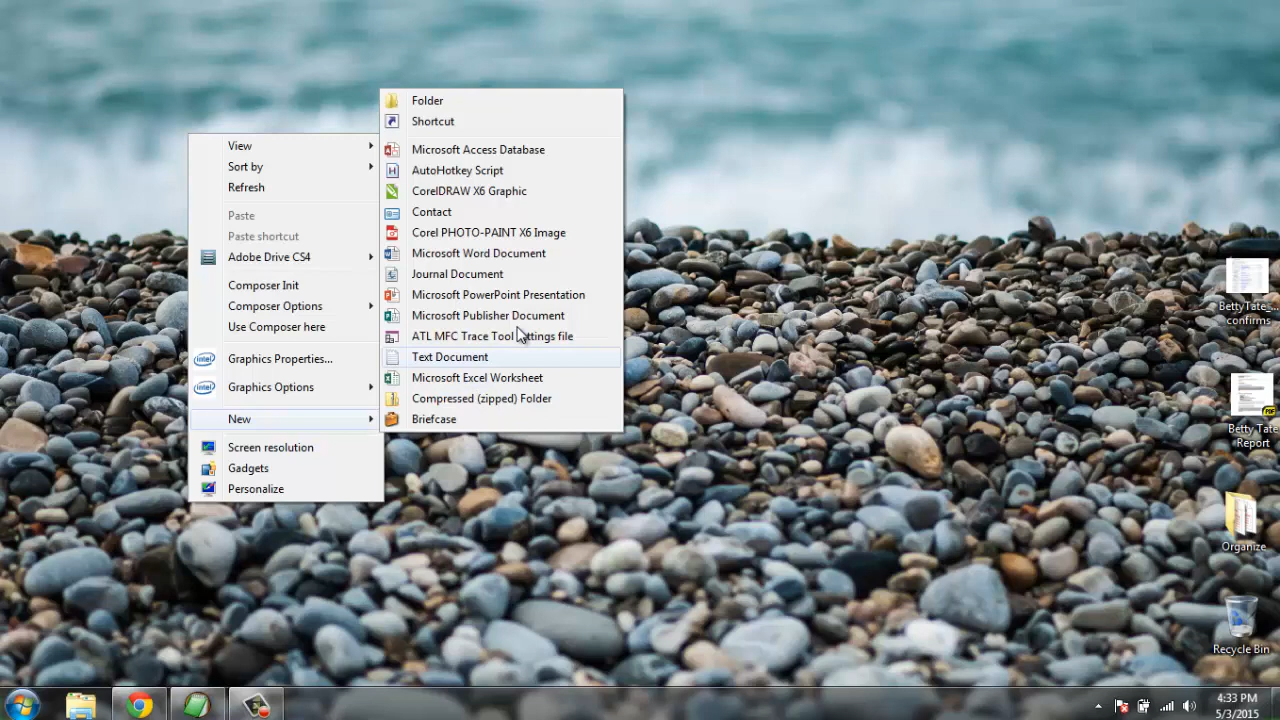 View
Sort by
Refresh
Paste
Paste shortcut
Adobe Drive CS4
Composer Init
Composer Options
Use Composer here
Graphics Properties...
Graphics Options
New
Screen resolution
Gadgets
Personalize
Folder
Shortcut
Microsoft Access Database
AutoHotkey Script
CorelDRAW X6 Graphic
Contact
Corel PHOTO-PAINT X6 Image
Microsoft Word Document
Journal Document
Microsoft PowerPoint Presentation
Microsoft Publisher Document
ATL MFC Trace Tool ttings file
Text Document
Microsoft Excel Worksheet
Compressed (zipped) Folder
Briefcase
BettyTate_...
confirms
PDF
Betty Tate
Report
Organize
Recycle Bin
4:33 PM
5/3/2015